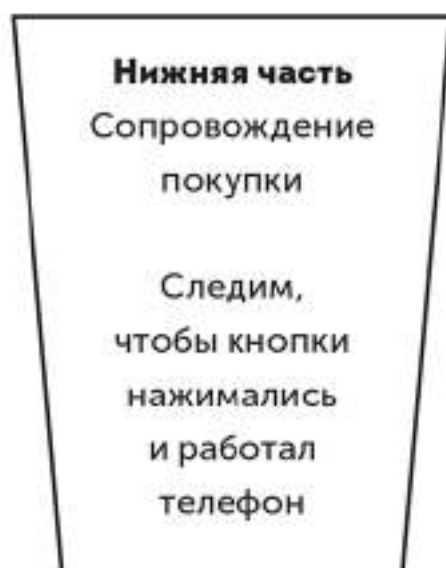 Нижняя часть
Сопровождение
покупки
Следим,
чтобы кнопки
нажимались
и работал
телефон